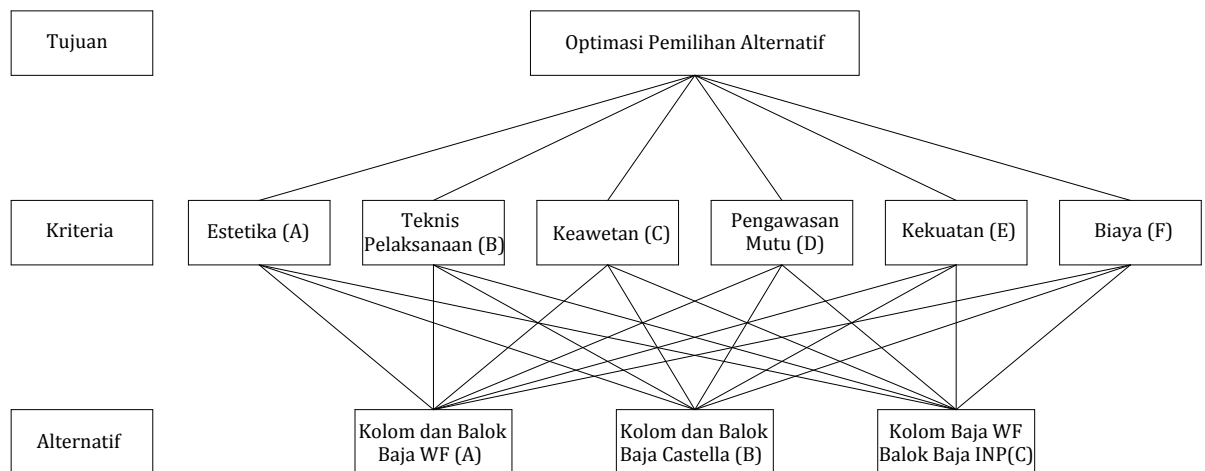 Tujuan
Optimasi Pemilihan Alternatif
Kriteria
Estetika (A)
Teknis
Pelaksanaan (B)
Keawetan (C)
Pengawasan
Mutu (D)
Kekuatan (E)
Biaya (F)
Alternatif
Kolom dan Balok
Baja WF (A)
Kolom dan Balok
Baja Castella (B)
Kolom Baja WF
Balok Baja INP(C)